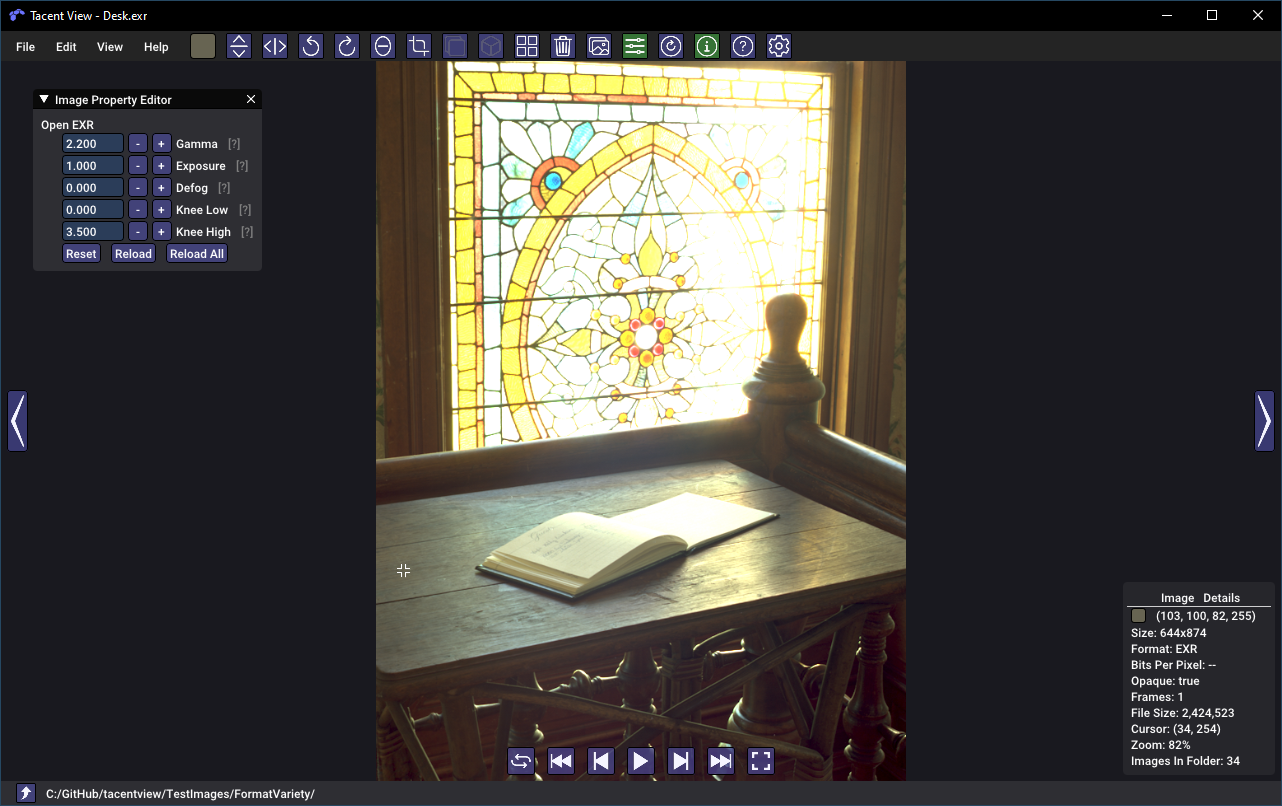 Tacent View - Desk.exr
File Edit View Help
Image Property Editor
Open EXR
2.200 - + Gamma [?]
1.000 - + Exposure [?]
0.000 - + Defog [?]
0.000 - + Knee Low [?]
3.500 - + Knee High [?]
Reset Reload Reload All
Image Details
(103, 100, 82, 255)
Size: 644x874
Format: EXR
Bits Per Pixel: --
Opaque: true
Frames: 1
File Size: 2,424,523
Cursor: (34, 254)
Zoom: 82%
Images In Folder: 34
C:/GitHub/tacentview/TestImages/FormatVariety/